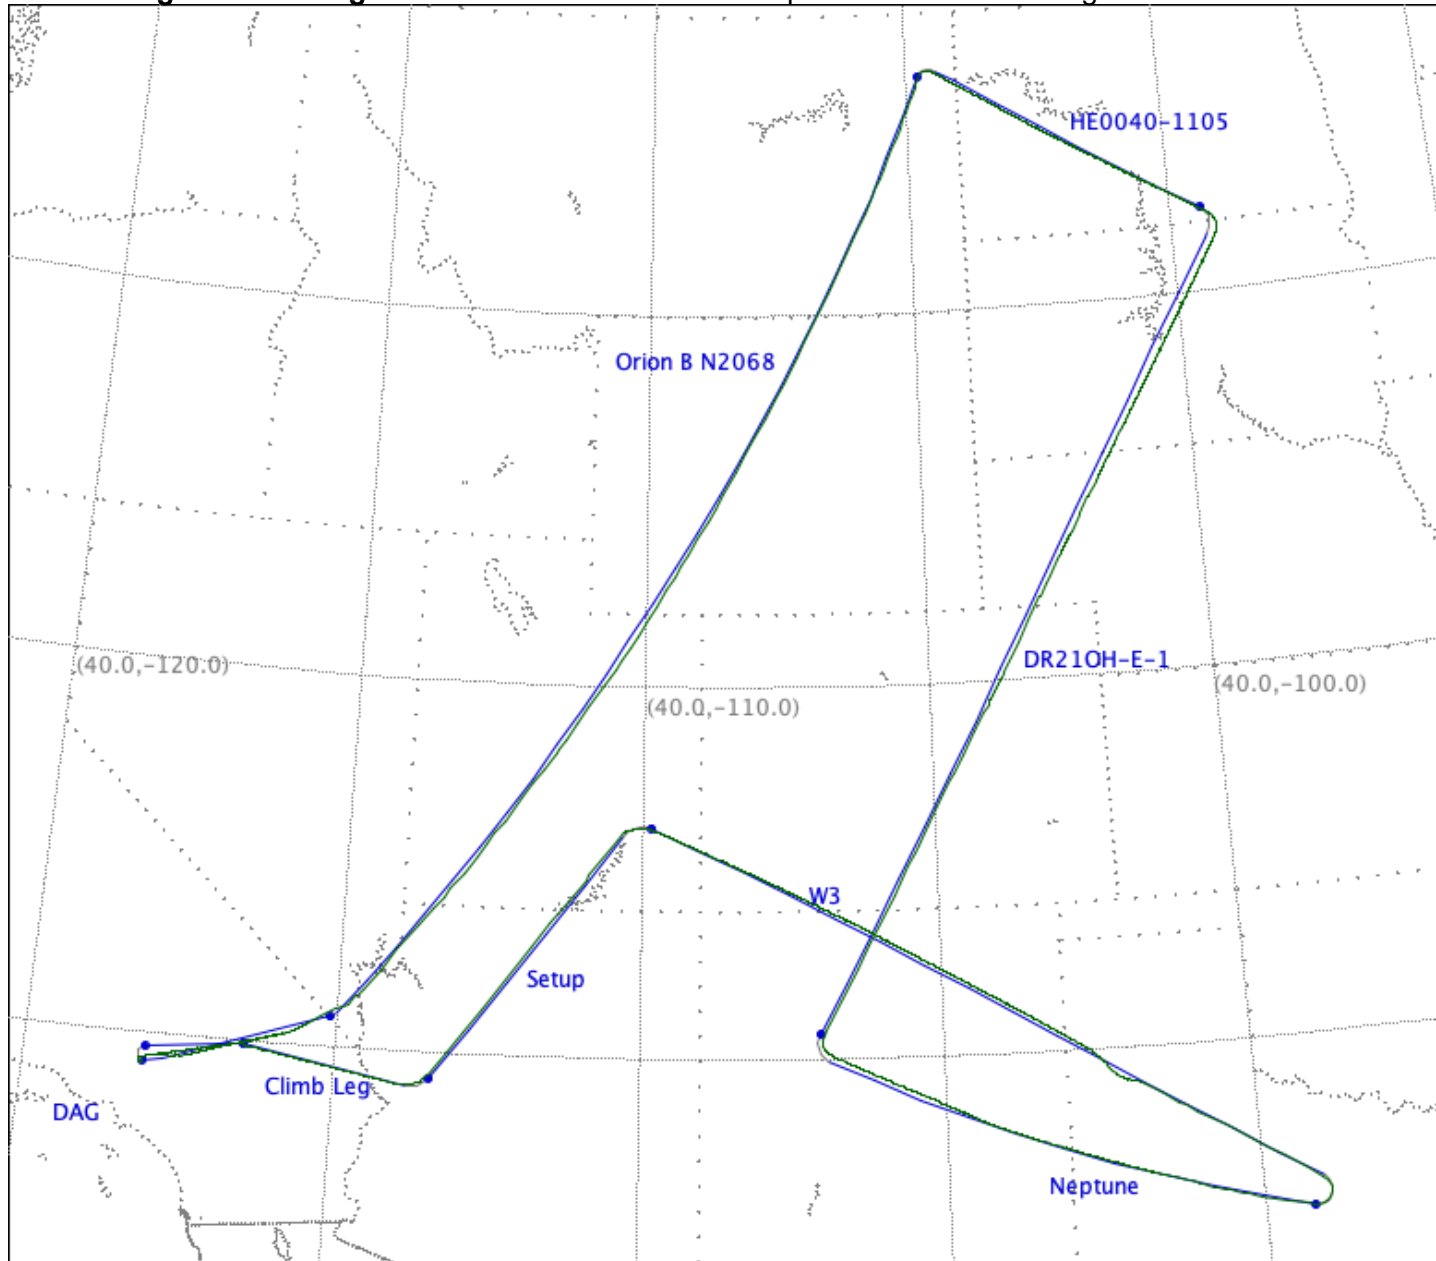 HE0040-1105
Orion B N2068
DR21OH-E-1
(40.0,-120.0)
(40.0,-100.0)
(40.0,-110.0)
W3
Setup
Climb Leg
DAG
Neptune